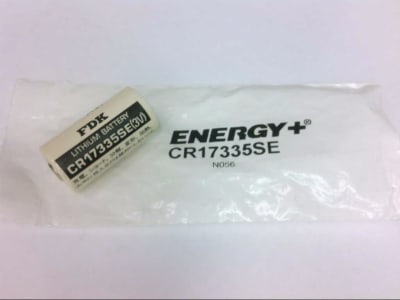 FDK
LITHIUM BATTERY
CR17335SE(3V)
ENERGY+
CR17335SE
N056